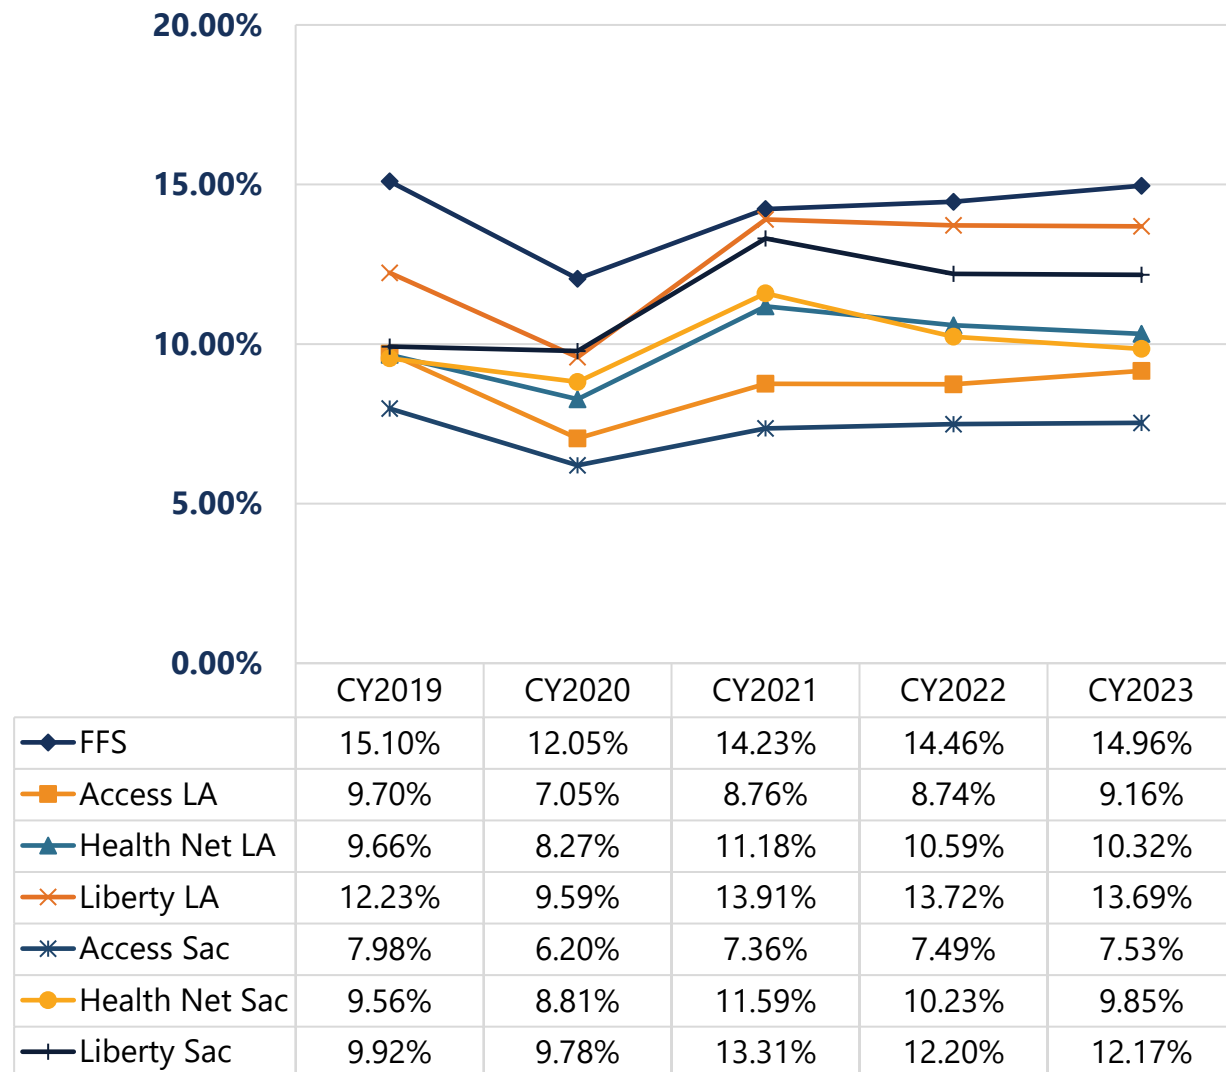 20.00%
15.00%
10.00%
5.00%
0.00%
CY2019 CY2020 CY2021 CY2022 CY2023
FFS 15.10% 12.05% 14.23% 14.46% 14.96%
Access LA 9.70% 7.05% 8.76% 8.74% 9.16%
Health Net LA 9.66% 8.27% 11.18% 10.59% 10.32%
Liberty LA 12.23% 9.59% 13.91% 13.72% 13.69%
Access Sac 7.98% 6.20% 7.36% 7.49% 7.53%
Health Net Sac 9.56% 8.81% 11.59% 10.23% 9.85%
Liberty Sac 9.92% 9.78% 13.31% 12.20% 12.17%